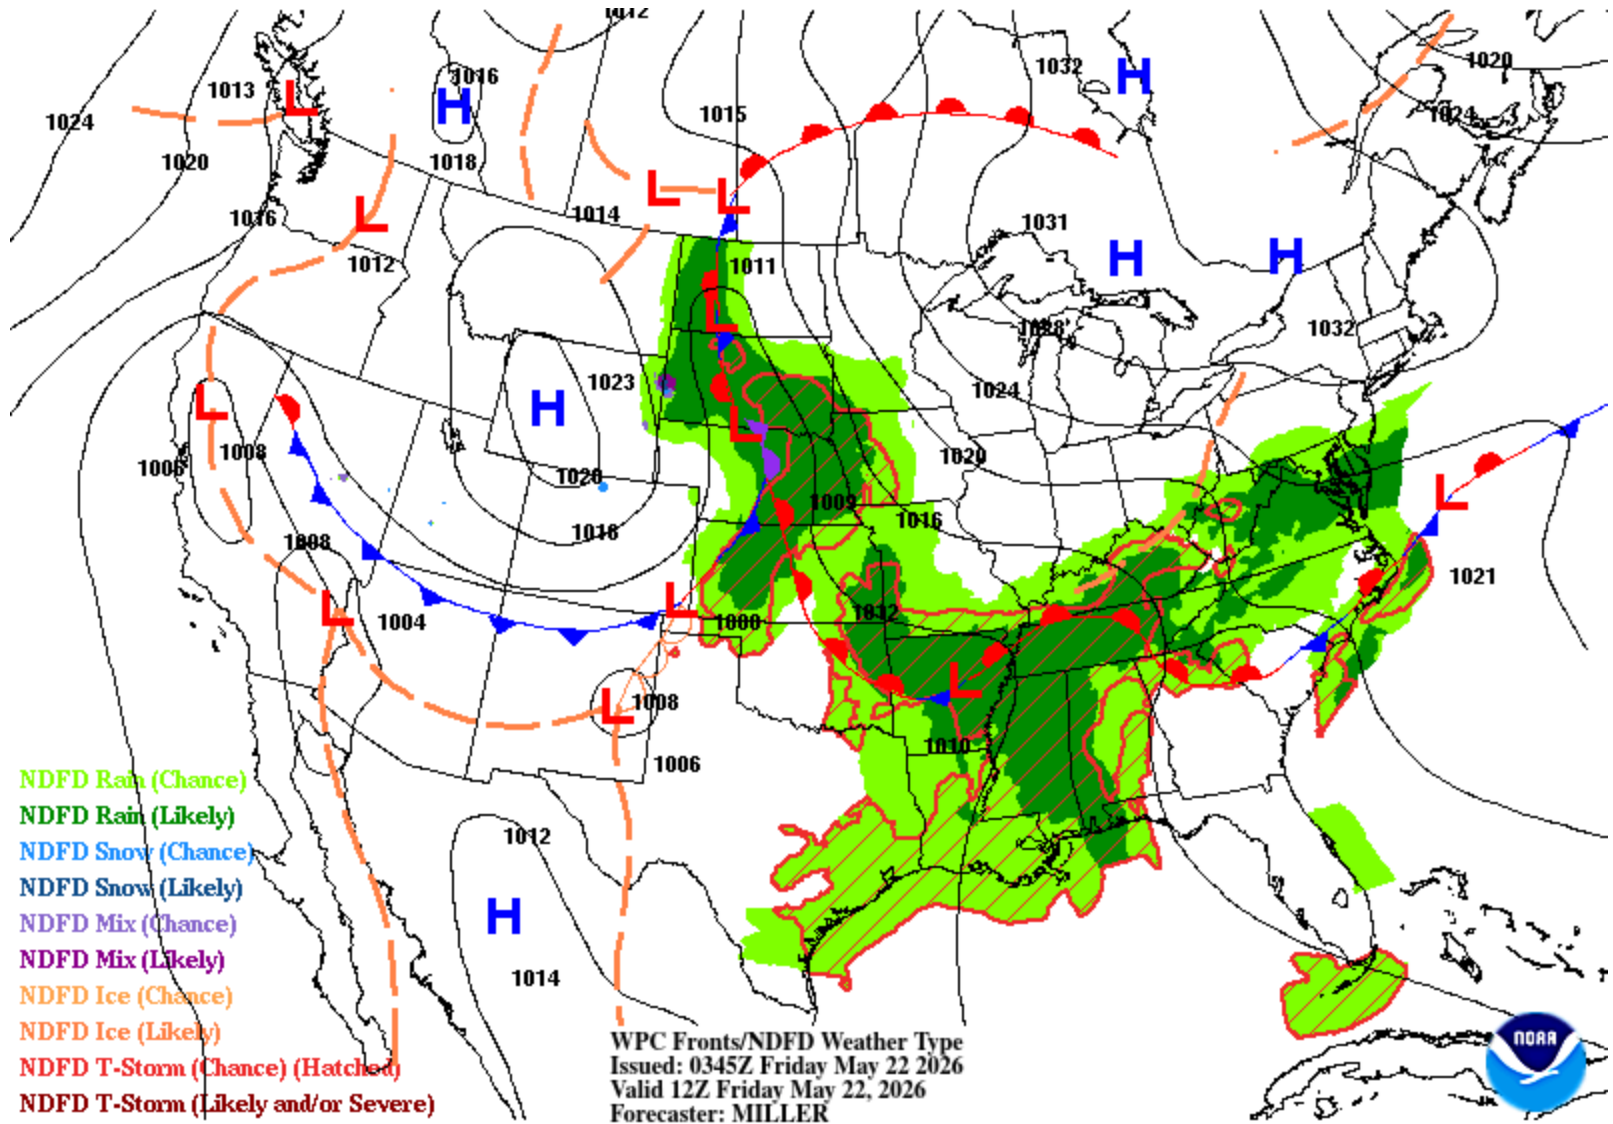 1012
1016
H
1032
H
1020
1013
L
1024
1015
1024
1020
1018
L
L
1016
L
1014
1031
1012
1011
H
H
L
1028
1032
1023
1024
L
H
L
1008
1020
1009
1020
L
1016
1016
1008
1021
L
L
1004
1000
1012
L
L
1008
1010
1006
NDFD Rain (Chance)
NDFD Rain (Likely)
NDFD Snow (Chance)
NDFD Snow (Likely)
NDFD Mix (Chance)
NDFD Mix (Likely)
NDFD Ice (Chance)
NDFD Ice (Likely)
NDFD T-Storm (Chance) (Hatched)
NDFD T-Storm (Likely and/or Severe)
1012
H
1014
WPC Fronts/NDFD Weather Type
Issued: 0345Z Friday May 22 2026
Valid 12Z Friday May 22, 2026
Forecaster: MILLER
NOAA